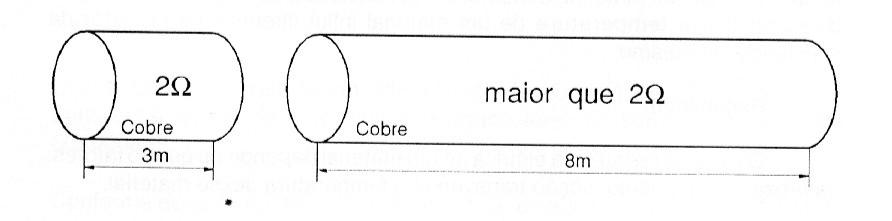 2Ω
Cobre
3m
maior que 2Ω
Cobre
8m